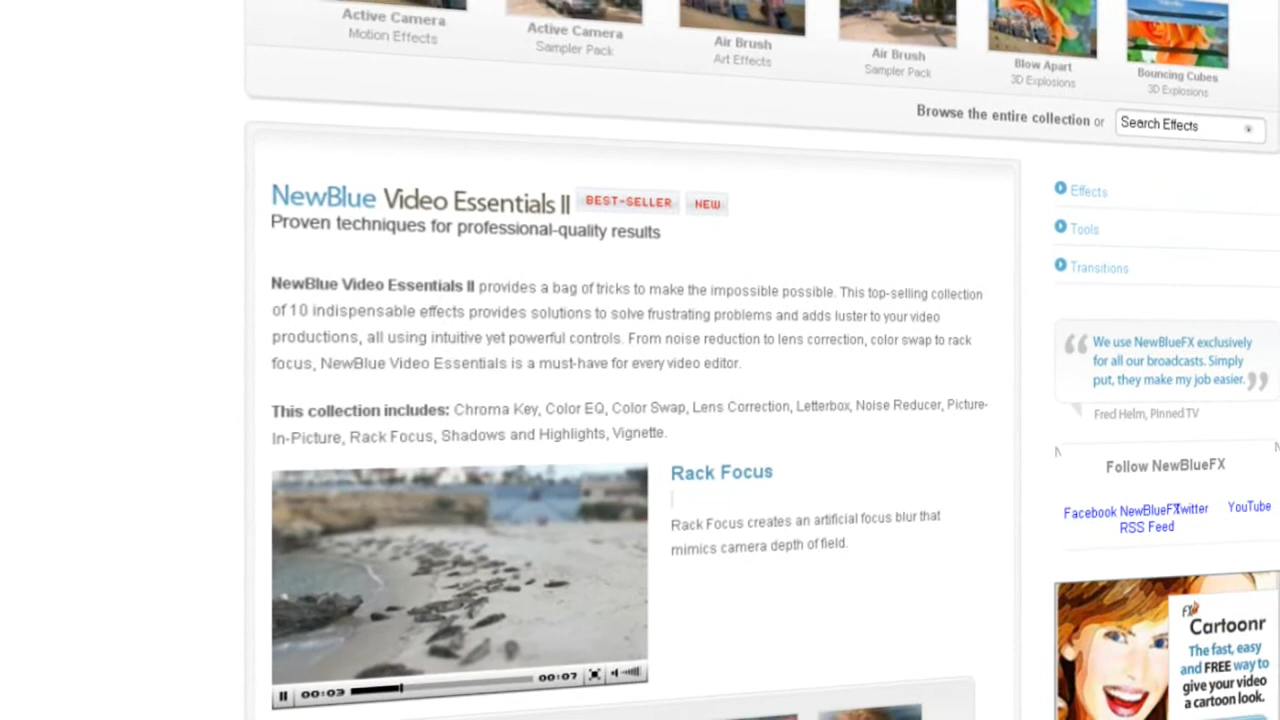 Active Camera
Motion Effects
Active Camera
Sampler Pack
Air Brush
Art Effects
Air Brush
Sampler Pack
Blow Apart
3D Explosions
Bouncing Cubes
3D Explosions
Browse the entire collection or
Search Effects
NewBlue Video Essentials II BEST-SELLER NEW
Proven techniques for professional-quality results
NewBlue Video Essentials II provides a bag of tricks to make the impossible possible. This top-selling collection
of 10 indispensable effects provides solutions to solve frustrating problems and adds luster to your video
productions, all using intuitive yet powerful controls. From noise reduction to lens correction, color swap to rack
focus, NewBlue Video Essentials is a must-have for every video editor.
This collection includes: Chroma Key, Color EQ, Color Swap, Lens Correction, Letterbox, Noise Reducer, Picture-
In-Picture, Rack Focus, Shadows and Highlights, Vignette.
Rack Focus
Rack Focus creates an artificial focus blur that
mimics camera depth of field.
00:03
00:07
Effects
Tools
Transitions
“ We use NewBlueFX exclusively
for all our broadcasts. Simply
put, they make my job easier. ”
Fred Helm, Pinned TV
N
N
Follow NewBlueFX
Facebook NewBlueFX Twitter YouTube
RSS Feed
FX
Cartoonr
The fast, easy
and FREE way to
give your video
a cartoon look.